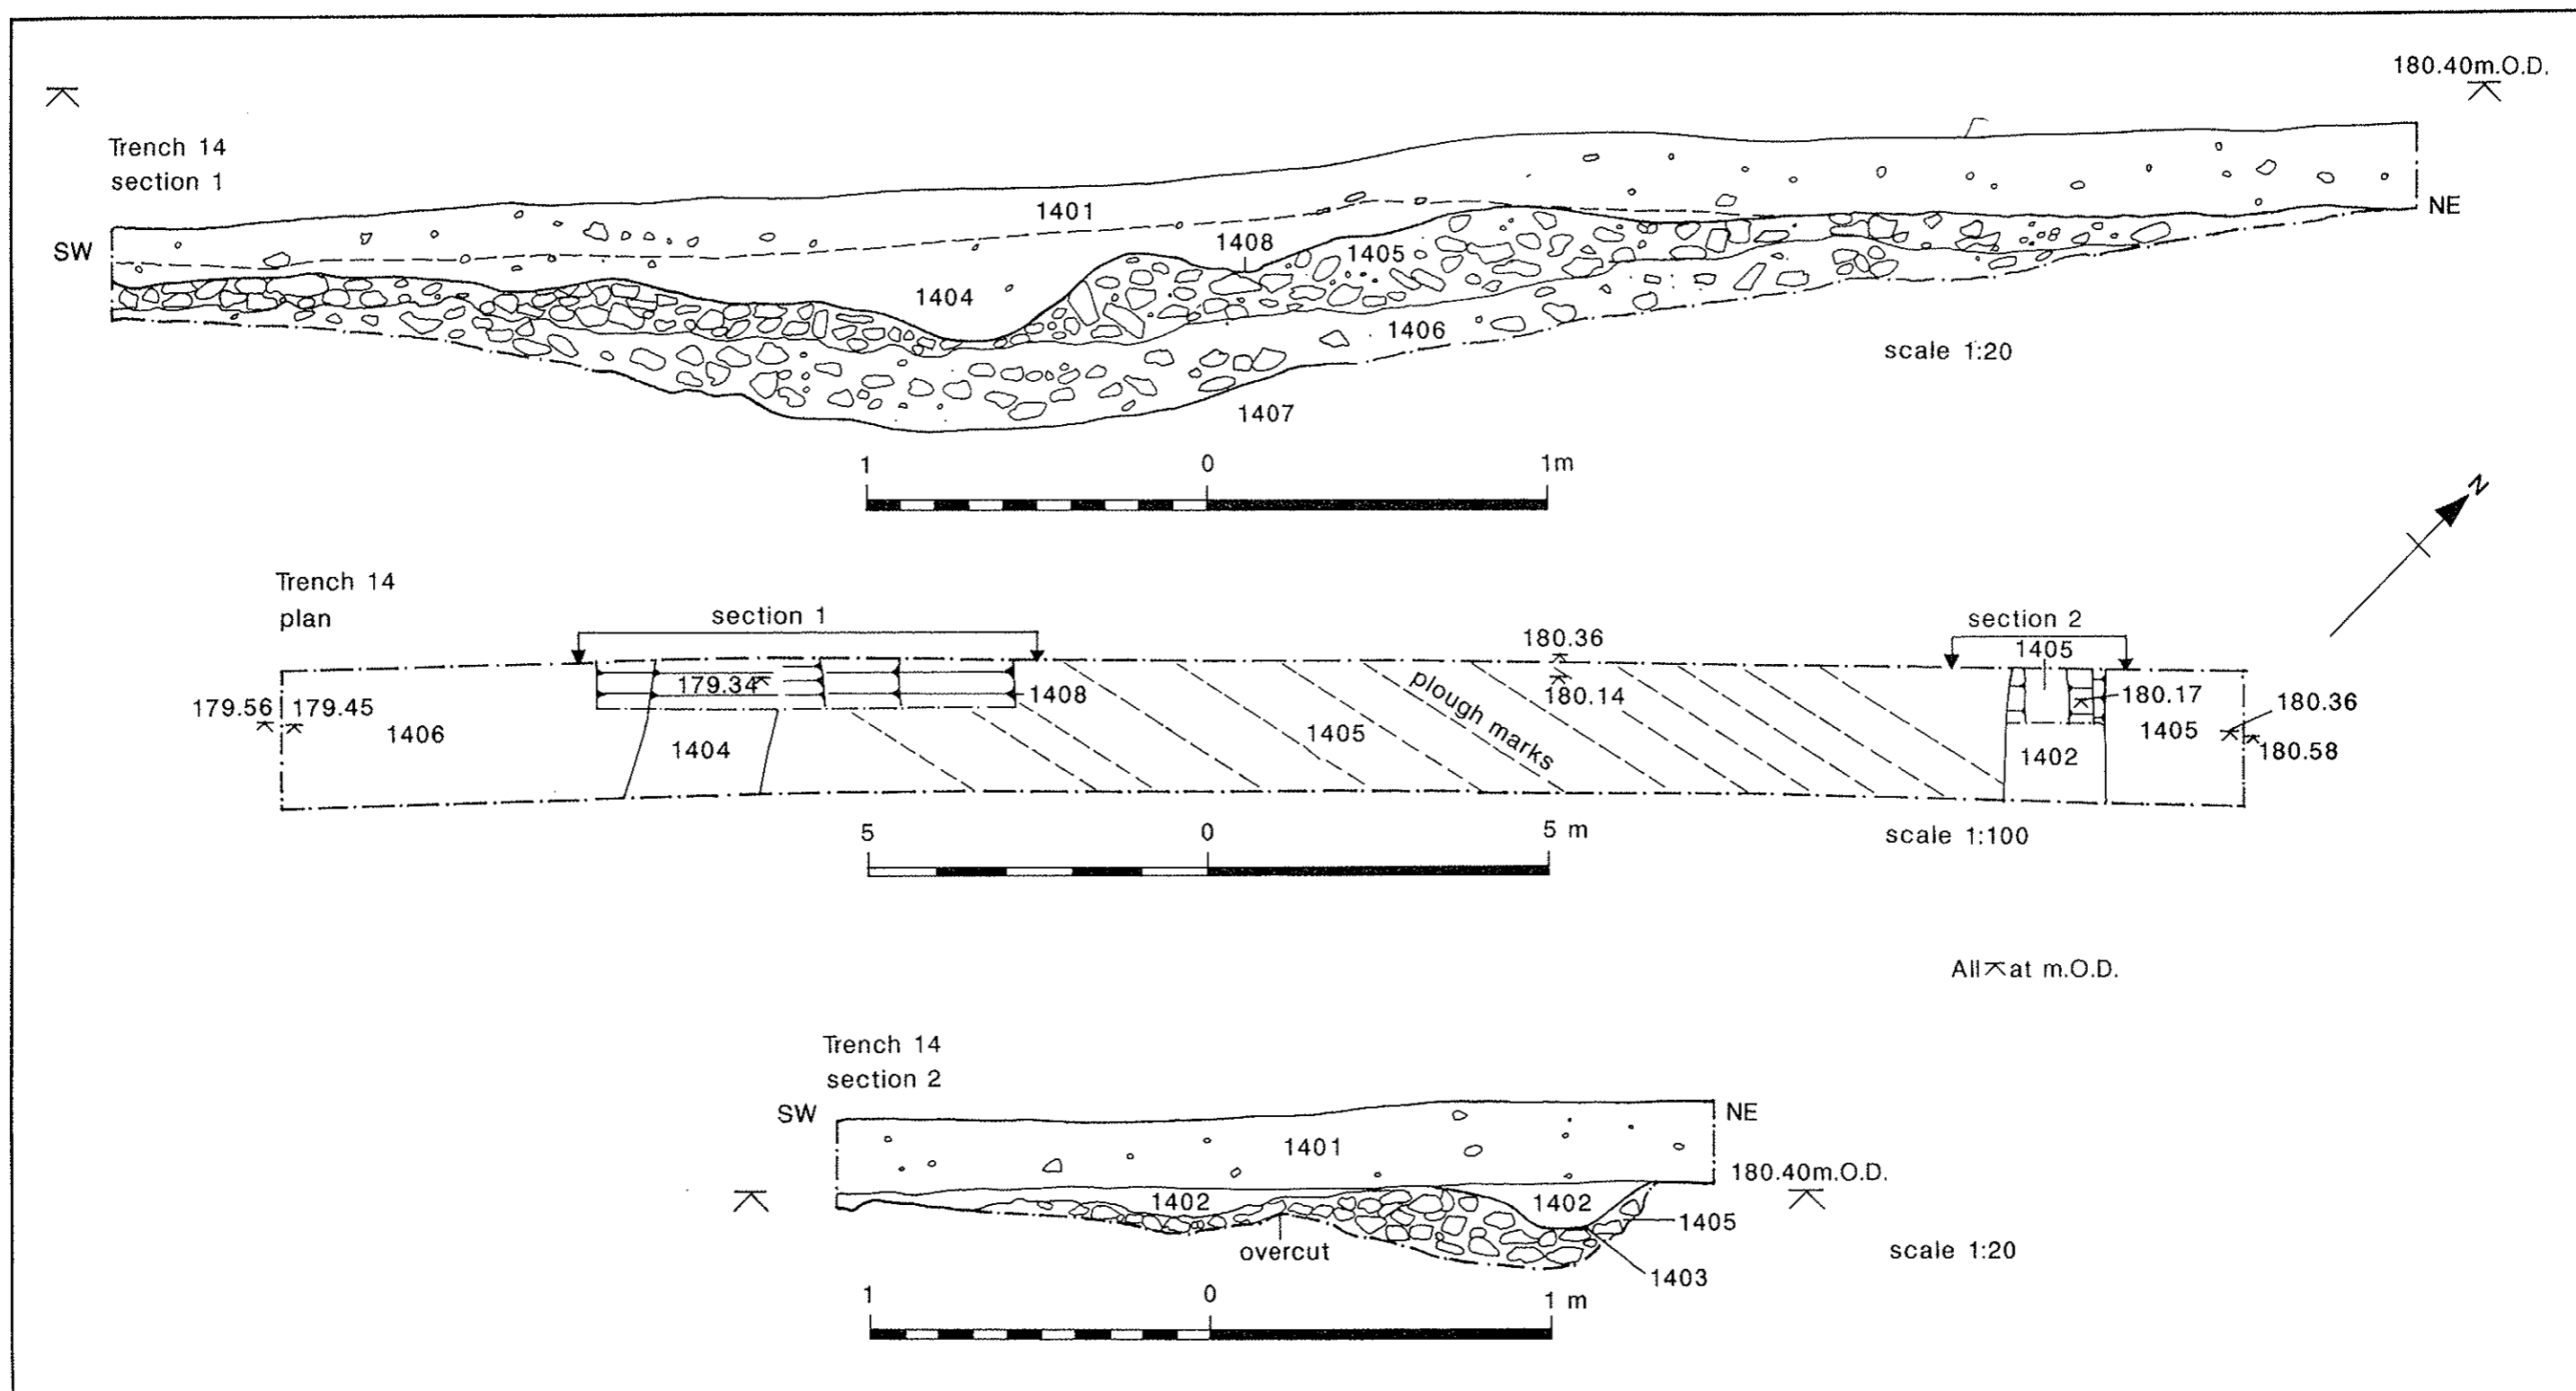 180.40m.O.D.
Trench 14
section 1
SW
NE
1401
1408
1405
1404
1406
1407
scale 1:20
1 0 1m
N
Trench 14
plan
section 1
section 2
180.36
1405
179.34
1408
180.14
180.17
179.56
179.45
1406
plough marks
1405
1405
180.36
1404
1402
180.58
5 0 5 m
scale 1:100
All at m.O.D.
Trench 14
section 2
SW
NE
1401
180.40m.O.D.
1402
1402
1405
overcut
1403
scale 1:20
1 0 1 m